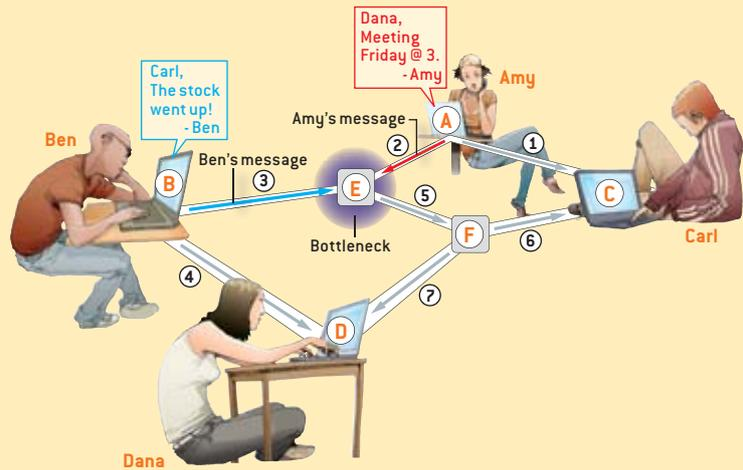 Dana,
Meeting
Friday @ 3.
- Amy
Amy
Carl,
The stock
went up!
- Ben
Ben
Amy's message
A
2
1
Ben's message
B
3
E
C
5
Carl
F
6
Bottleneck
4
7
D
Dana